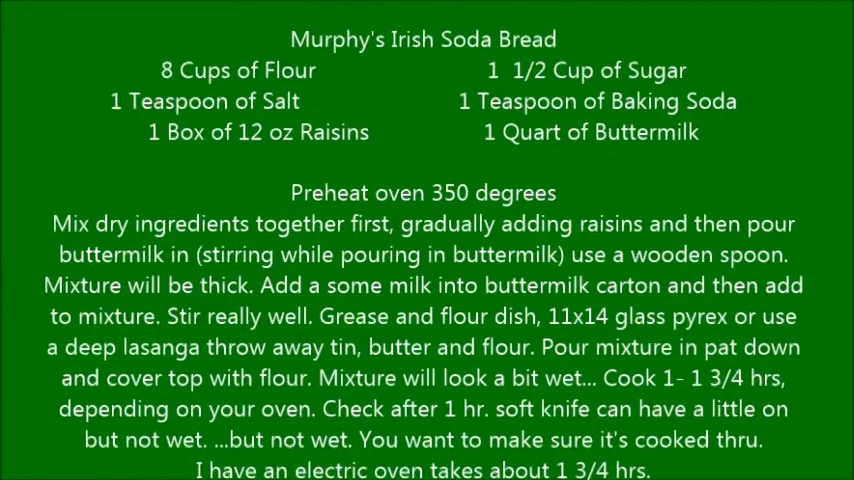 Murphy's Irish Soda Bread
8 Cups of Flour 1 1/2 Cup of Sugar
1 Teaspoon of Salt 1 Teaspoon of Baking Soda
1 Box of 12 oz Raisins 1 Quart of Buttermilk
Preheat oven 350 degrees
Mix dry ingredients together first, gradually adding raisins and then pour
buttermilk in (stirring while pouring in buttermilk) use a wooden spoon.
Mixture will be thick. Add a some milk into buttermilk carton and then add
to mixture. Stir really well. Grease and flour dish, 11x14 glass pyrex or use
a deep lasanga throw away tin, butter and flour. Pour mixture in pat down
and cover top with flour. Mixture will look a bit wet... Cook 1- 1 3/4 hrs,
depending on your oven. Check after 1 hr. soft knife can have a little on
but not wet. ...but not wet. You want to make sure it's cooked thru.
I have an electric oven takes about 1 3/4 hrs.